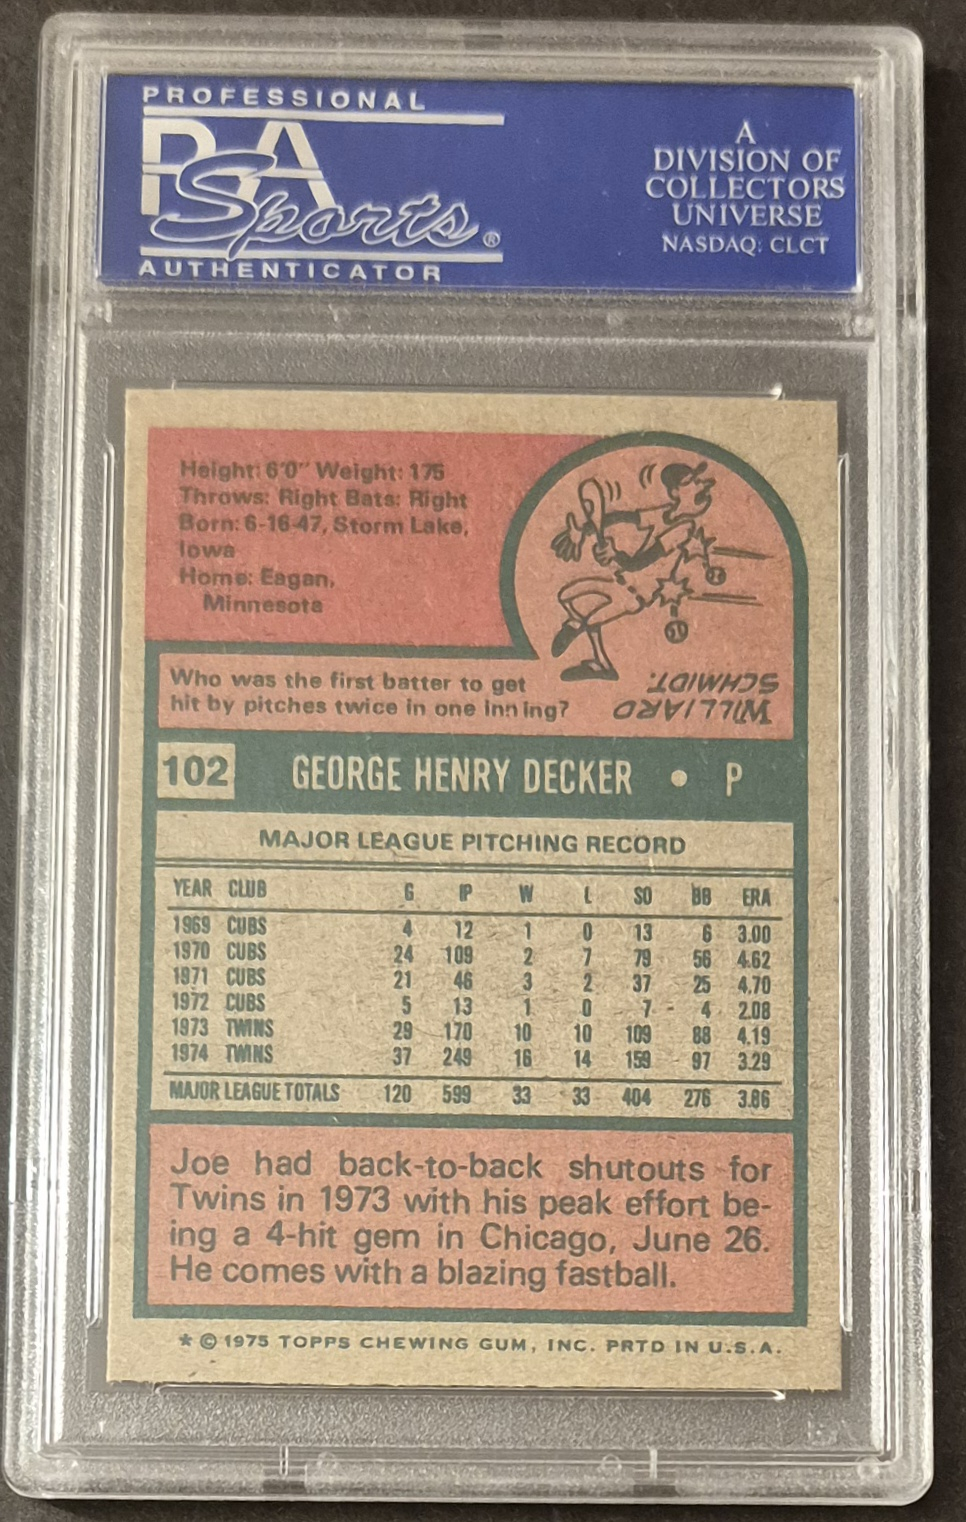 PROFESSIONAL
PSA
Sports®
AUTHENTICATOR
A
DIVISION OF
COLLECTORS
UNIVERSE
NASDAQ: CLCT
Height: 6'0" Weight: 175
Throws: Right Bats: Right
Born: 6-16-47, Storm Lake,
Iowa
Home: Eagan,
Minnesota
Who was the first batter to get
hit by pitches twice in one inning?
WILLIARD
SCHMIDT.
102 GEORGE HENRY DECKER • P
MAJOR LEAGUE PITCHING RECORD
YEAR CLUB G IP W L SO BB ERA
1969 CUBS 4 12 1 0 13 6 3.00
1970 CUBS 24 109 2 7 79 56 4.62
1971 CUBS 21 46 3 2 37 25 4.70
1972 CUBS 5 13 1 0 7 4 2.08
1973 TWINS 29 170 10 10 109 88 4.19
1974 TWINS 37 249 16 14 159 97 3.29
MAJOR LEAGUE TOTALS 120 599 33 33 404 276 3.86
Joe had back-to-back shutouts for
Twins in 1973 with his peak effort be-
ing a 4-hit gem in Chicago, June 26.
He comes with a blazing fastball.
* © 1975 TOPPS CHEWING GUM, INC. PRTD IN U.S.A.